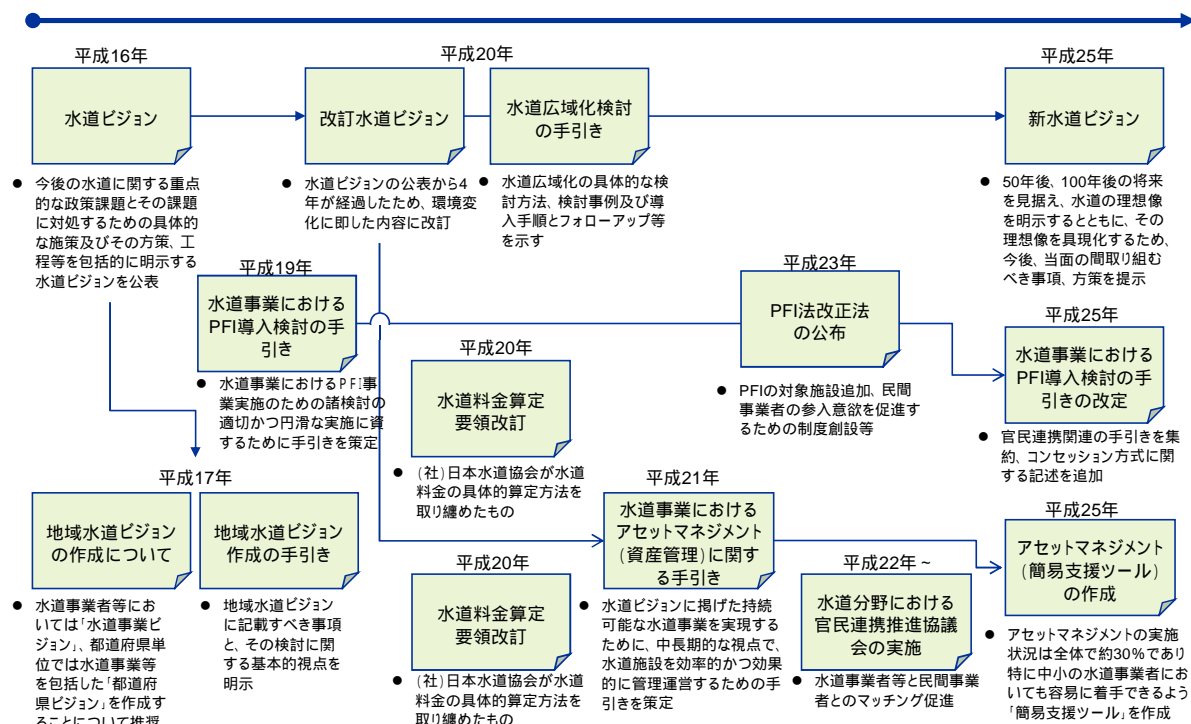 平成16年
水道ビジョン
● 今後の水道に関する重点
的な政策課題とその課題
に対処するための具体的
な施策及びその方策、工
程等を包括的に明示する
水道ビジョンを公表
平成20年
改訂水道ビジョン
● 水道ビジョンの公表から4
年が経過したため、環境変
化に即した内容に改訂
水道広域化検討
の手引き
● 水道広域化の具体的な検
討方法、検討事例及び導
入手順とフォローアップ等
を示す
平成25年
新水道ビジョン
● 50年後、100年後の将来
を見据え、水道の理想像
を明示するとともに、その
理想像を具現化するため、
今後、当面の間取り組む
べき事項、方策を提示
平成19年
水道事業における
PFI導入検討の手
引き
● 水道事業におけるPFI事
業実施のための諸検討の
適切かつ円滑な実施に資
するために手引きを策定
平成20年
水道料金算定
要領改訂
● (社)日本水道協会が水道
料金の具体的算定方法を
取り纏めたもの
平成23年
PFI法改正法
の公布
● PFIの対象施設追加、民間
事業者の参入意欲を促進す
るための制度創設等
平成25年
水道事業における
PFI導入検討の手
引きの改定
● 官民連携関連の手引きを集
約、コンセッション方式に関
する記述を追加
平成17年
地域水道ビジョン
の作成について
● 水道事業者等にお
いては「水道事業ビ
ジョン」、都道府県単
位では水道事業等
を包括した「都道府
県ビジョン」を作成す
ることについて推奨
地域水道ビジョン
作成の手引き
● 地域水道ビジョン
に記載すべき事項
と、その検討に関
する基本的視点を
明示
平成20年
水道料金算定
要領改訂
● (社)日本水道協会が水道
料金の具体的算定方法を
取り纏めたもの
平成21年
水道事業における
アセットマネジメント
(資産管理)に関す
る手引き
● 水道ビジョンに掲げた持続
可能な水道事業を実現する
ために、中長期的な視点で、
水道施設を効率的かつ効果
的に管理運営するための手
引きを策定
平成22年~
水道分野における
官民連携推進協議
会の実施
● 水道事業者等と民間事業
者とのマッチング促進
平成25年
アセットマネジメント
(簡易支援ツール)
の作成
● アセットマネジメントの実施
状況は全体で約30%であり
特に中小の水道事業者にお
いても容易に着手できるよう
「簡易支援ツール」を作成